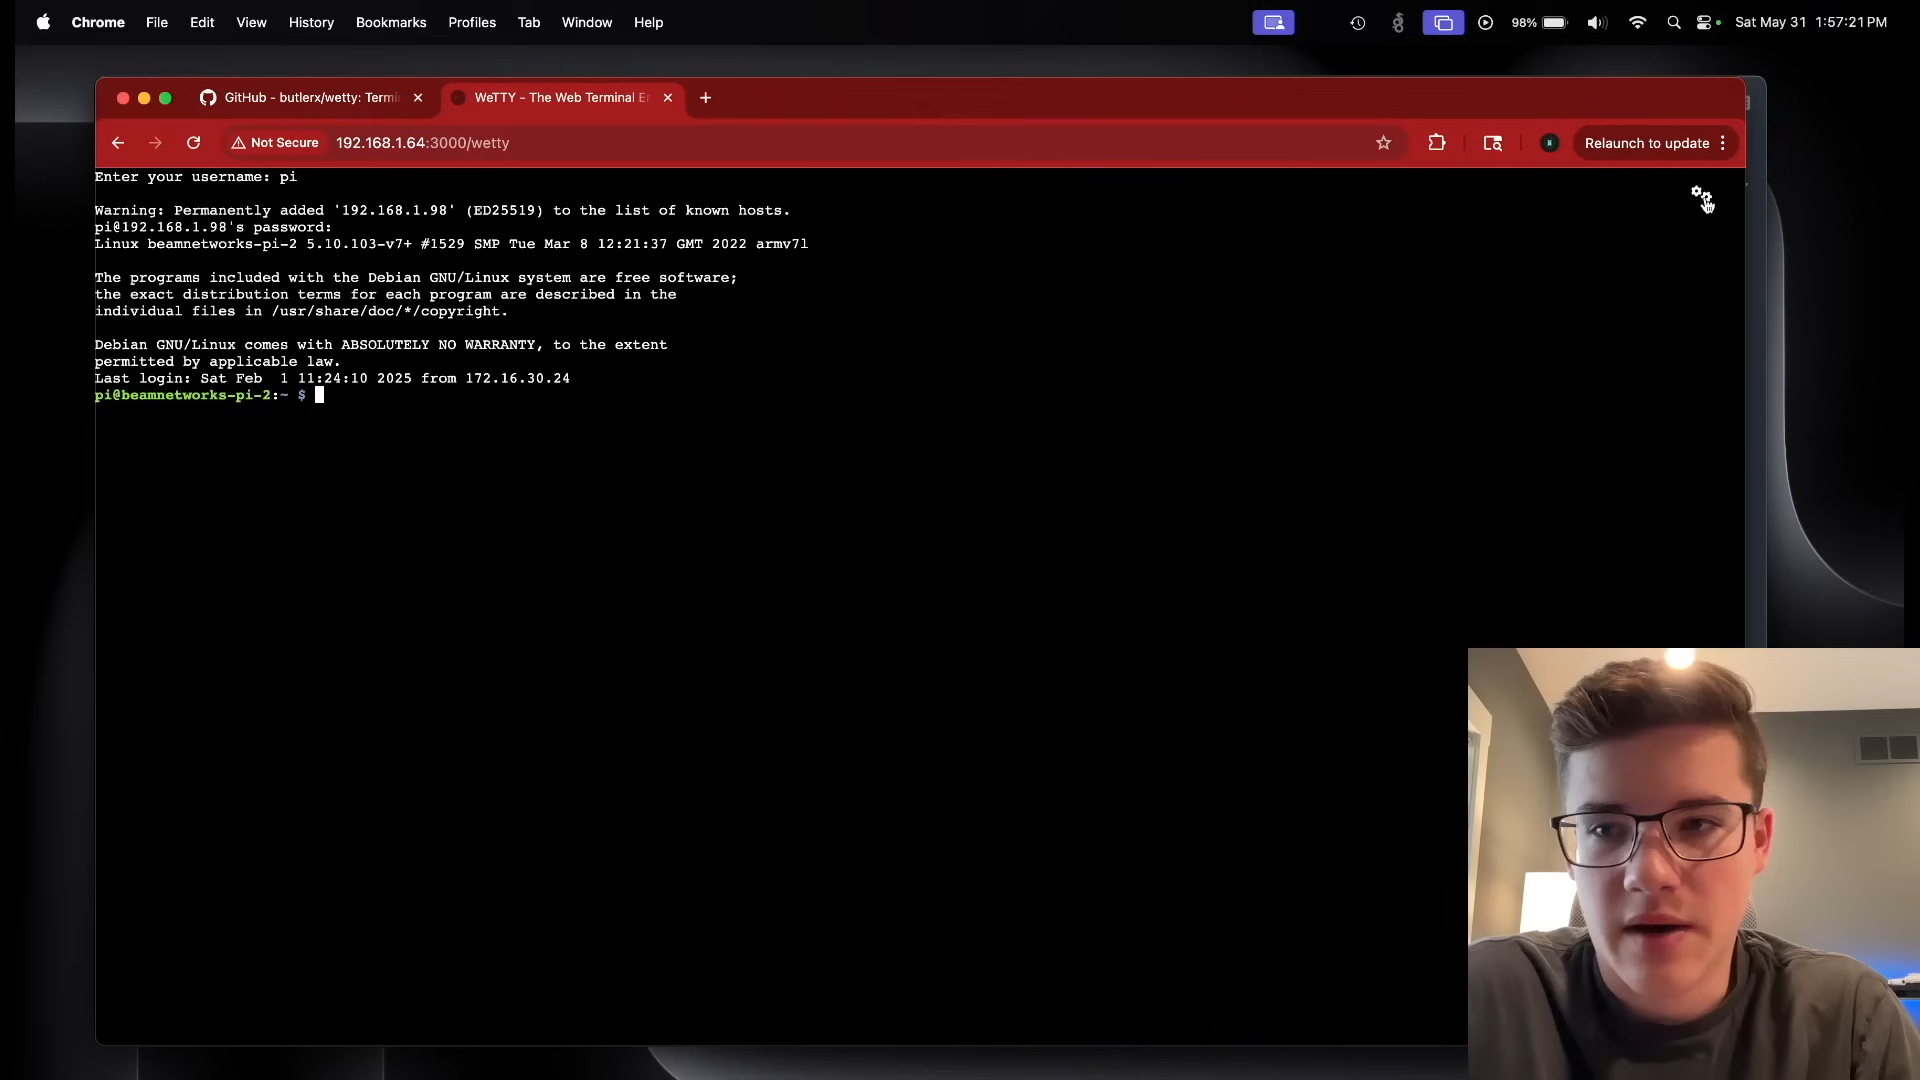 Chrome File Edit View History Bookmarks Profiles Tab Window Help 98% Sat May 31 1:57:21 PM
GitHub - butlerx/wetty: Termi WeTTY - The Web Terminal E
Not Secure 192.168.1.64:3000/wetty Relaunch to update
Enter your username: pi
Warning: Permanently added '192.168.1.98' (ED25519) to the list of known hosts.
pi@192.168.1.98's password:
Linux beamnetworks-pi-2 5.10.103-v7+ #1529 SMP Tue Mar 8 12:21:37 GMT 2022 armv7l
The programs included with the Debian GNU/Linux system are free software;
the exact distribution terms for each program are described in the
individual files in /usr/share/doc/*/copyright.
Debian GNU/Linux comes with ABSOLUTELY NO WARRANTY, to the extent
permitted by applicable law.
Last login: Sat Feb  1 11:24:10 2025 from 172.16.30.24
pi@beamnetworks-pi-2:~ $